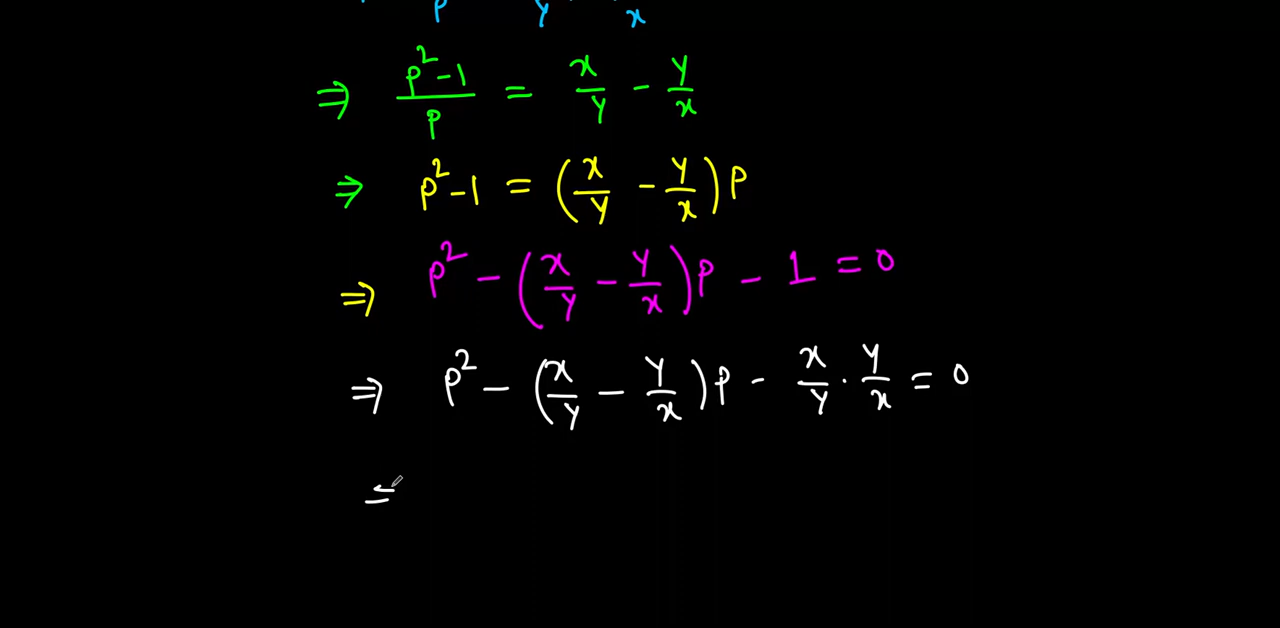 p y x
⇒ p²-1/p = x/y - y/x
⇒ p²-1 = (x/y - y/x)p
⇒ p² - (x/y - y/x)p - 1 = 0
⇒ p² - (x/y - y/x)p - x/y · y/x = 0
=